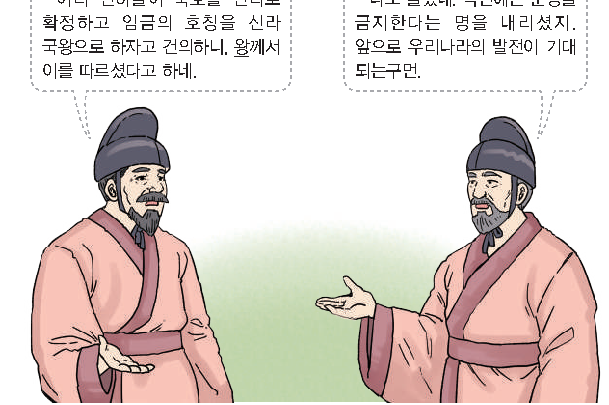 확정하고 임금의 호칭을 신라
국왕으로 하자고 건의하니, 왕께서
이를 따르셨다고 하네.
금지한다는 명을 내리셨지.
앞으로 우리나라의 발전이 기대
되는구먼.